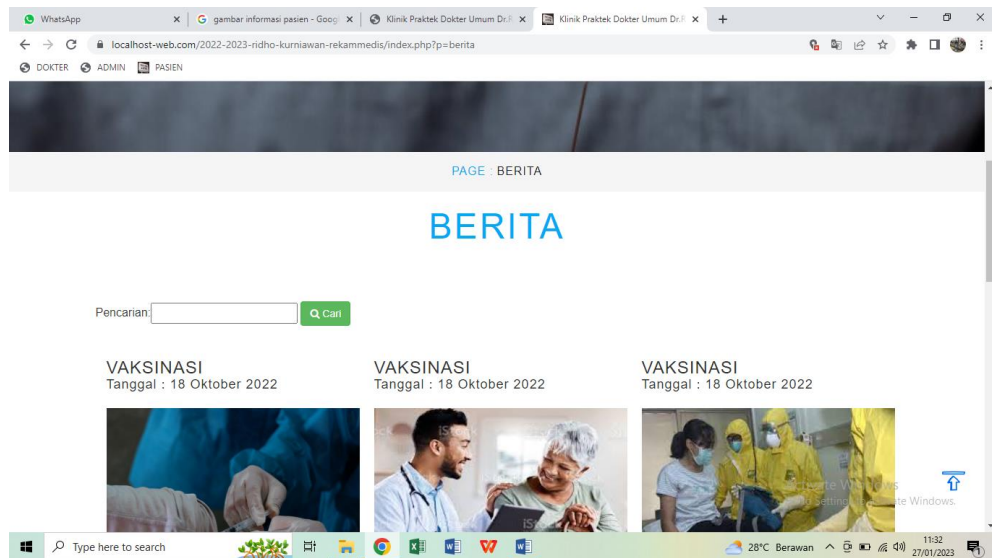 WhatsApp
gambar informasi pasien - Goog
Klinik Praktek Dokter Umum Dr.F
Klinik Praktek Dokter Umum Dr.F
localhost-web.com/2022-2023-ridho-kurniawan-rekammedis/index.php?p=berita
DOKTER
ADMIN
PASIEN
PAGE : BERITA
BERITA
Pencarian:
Cari
VAKSINASI
Tanggal : 18 Oktober 2022
VAKSINASI
Tanggal : 18 Oktober 2022
VAKSINASI
Tanggal : 18 Oktober 2022
Type here to search
28°C Berawan
11:32
27/01/2023